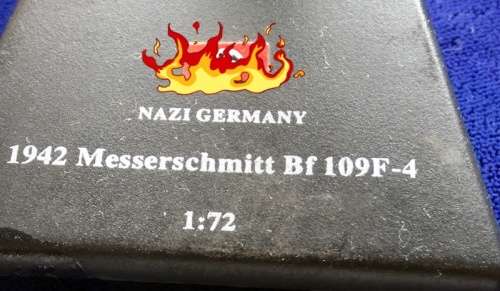 NAZI GERMANY
1942 Messerschmitt Bf 109F-4
1:72